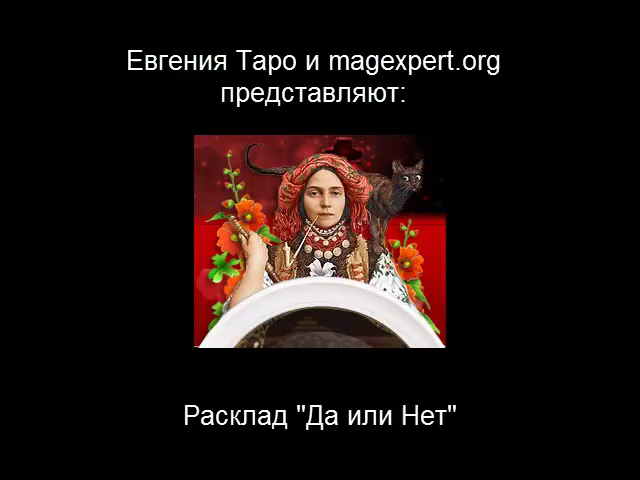 Евгения Таро и magexpert.org
представляют:
Расклад "Да или Нет"